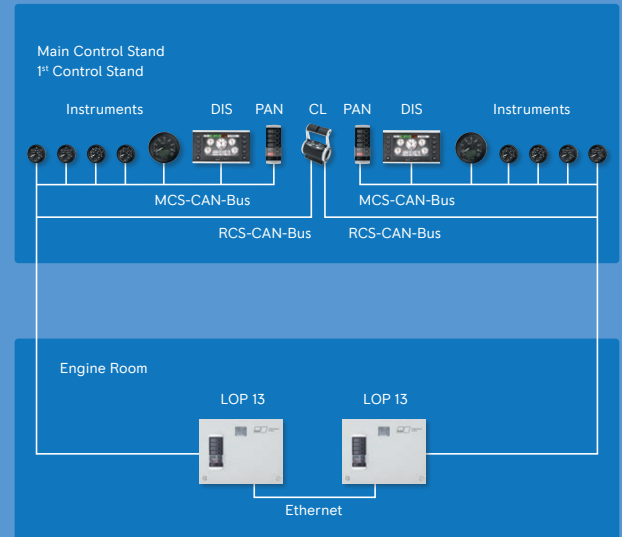 Main Control Stand
1st Control Stand
Instruments DIS PAN CL PAN DIS Instruments
MCS-CAN-Bus MCS-CAN-Bus
RCS-CAN-Bus RCS-CAN-Bus
Engine Room
LOP 13 LOP 13
Ethernet